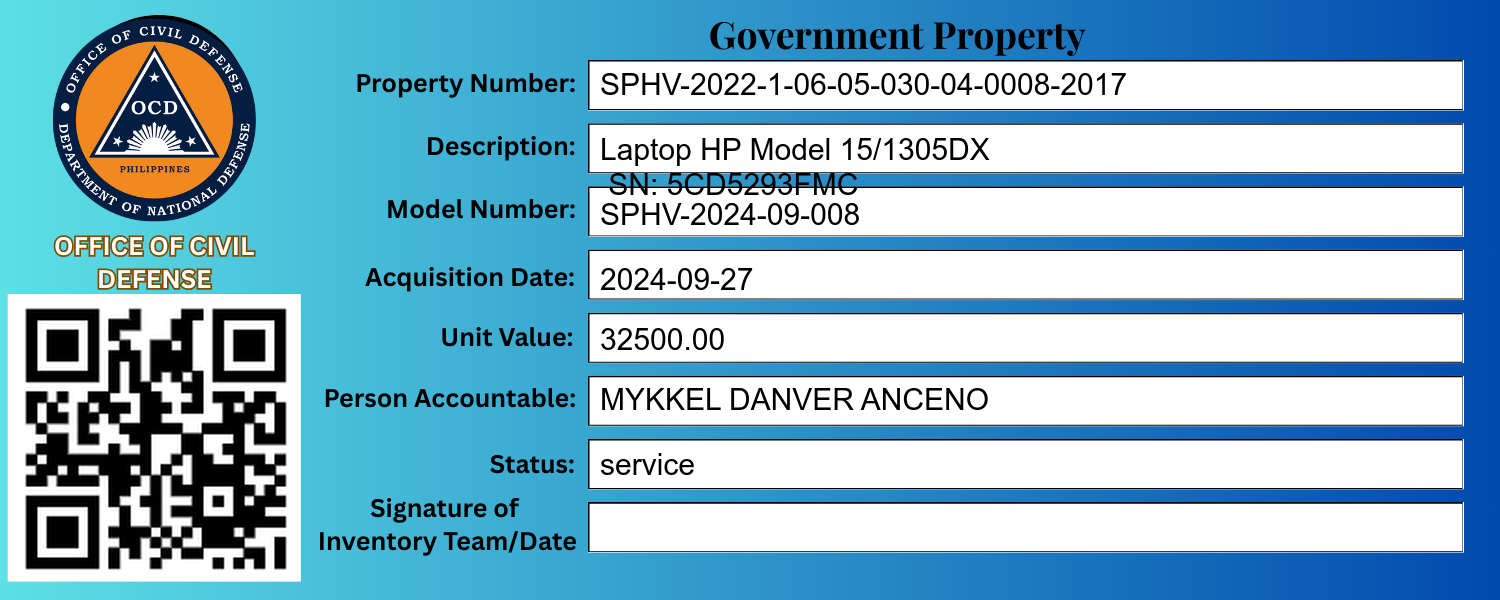 OFFICE OF CIVIL DEFENSE
OCD
PHILIPPINES
DEPARTMENT OF NATIONAL DEFENSE
OFFICE OF CIVIL
DEFENSE
Government Property
Property Number: SPHV-2022-1-06-05-030-04-0008-2017
Description: Laptop HP Model 15/1305DX
SN: 5CD5293FMC
Model Number: SPHV-2024-09-008
Acquisition Date: 2024-09-27
Unit Value: 32500.00
Person Accountable: MYKKEL DANVER ANCENO
Status: service
Signature of
Inventory Team/Date